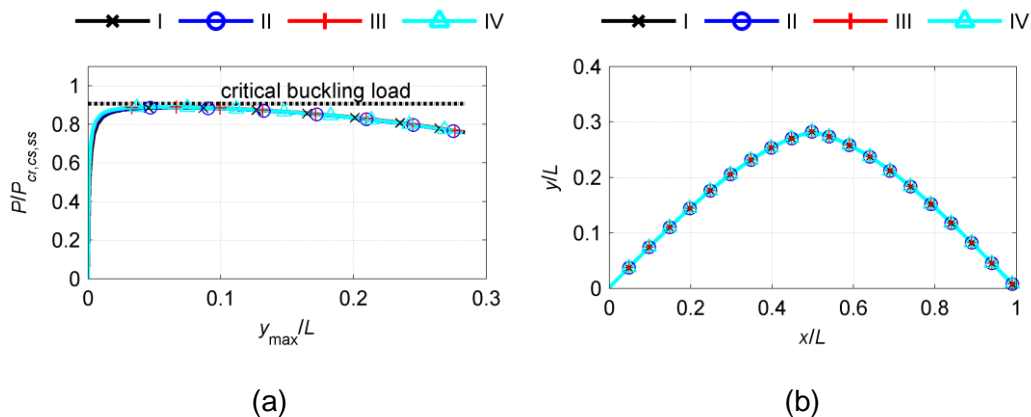 I II III IV
I II III IV
1
0.8
0.6
0.4
0.2
0
P/Pcr,cs,ss
critical buckling load
0 0.1 0.2 0.3
ymax/L
(a)
0.4
0.3
0.2
0.1
0
y/L
0 0.2 0.4 0.6 0.8 1
x/L
(b)